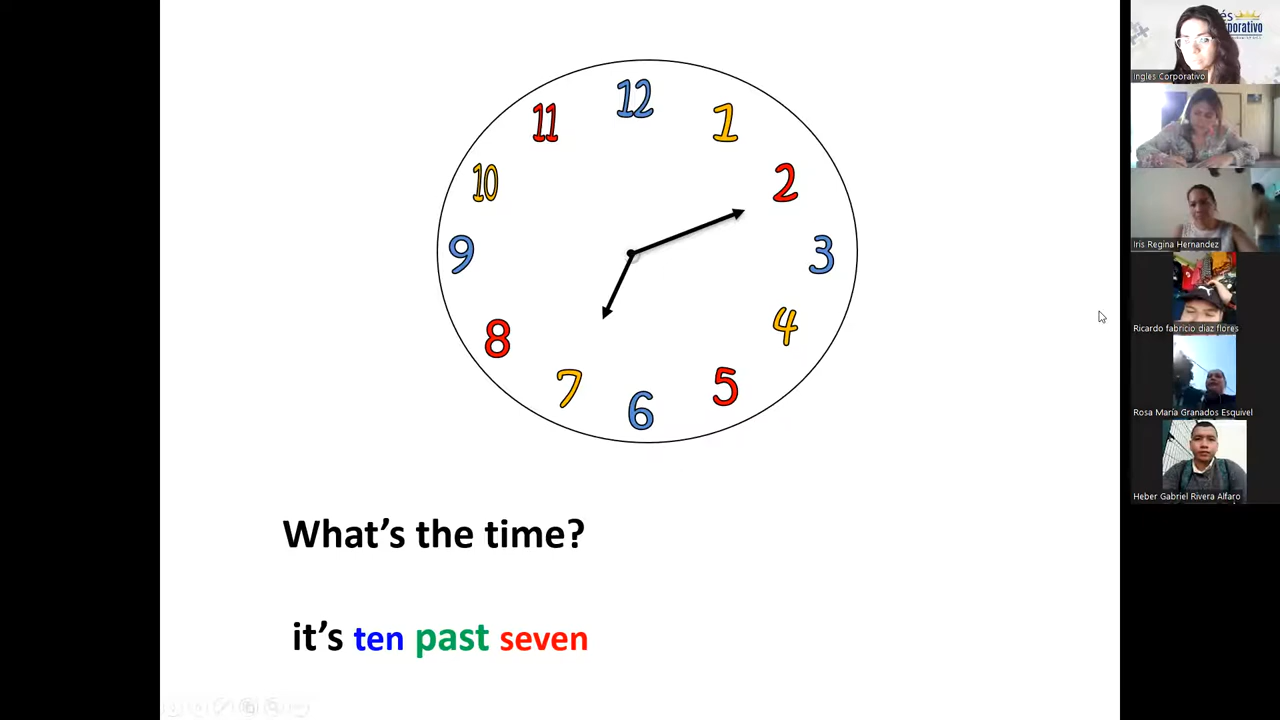 12
11
1
10
2
9
3
8
4
7
5
6
What's the time?
it's ten past seven
Ingles Corporativo
Iris Regina Hernandez
Ricardo fabricio diaz flores
Rosa María Granados Esquivel
Heber Gabriel Rivera Alfaro